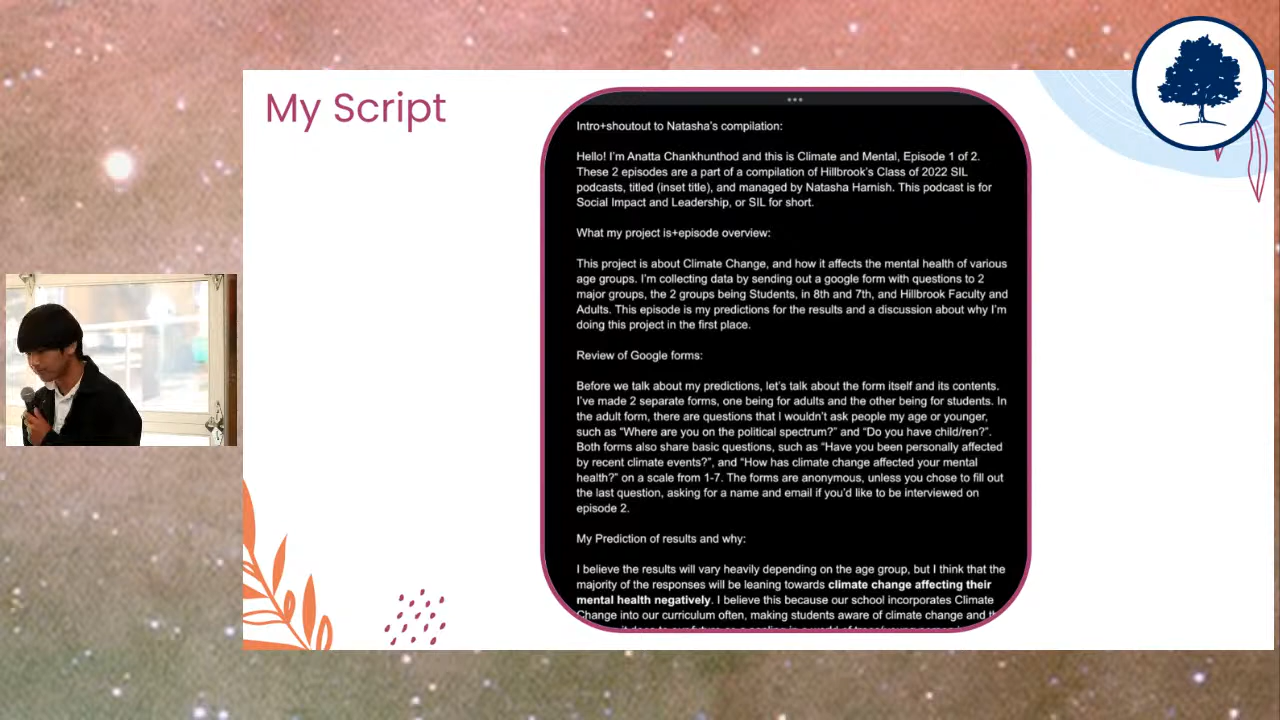 My Script
Intro+shoutout to Natasha's compilation:
Hello! I'm Anatta Chankhunthod and this is Climate and Mental, Episode 1 of 2.
These 2 episodes are a part of a compilation of Hillbrook's Class of 2022 SIL
podcasts, titled (inset title), and managed by Natasha Harnish. This podcast is for
Social Impact and Leadership, or SIL for short.
What my project is+episode overview:
This project is about Climate Change, and how it affects the mental health of various
age groups. I'm collecting data by sending out a google form with questions to 2
major groups, the 2 groups being Students, in 8th and 7th, and Hillbrook Faculty and
Adults. This episode is my predictions for the results and a discussion about why I'm
doing this project in the first place.
Review of Google forms:
Before we talk about my predictions, let's talk about the form itself and its contents.
I've made 2 separate forms, one being for adults and the other being for students. In
the adult form, there are questions that I wouldn't ask people my age or younger,
such as "Where are you on the political spectrum?" and "Do you have child/ren?".
Both forms also share basic questions, such as "Have you been personally affected
by recent climate events?", and "How has climate change affected your mental
health?" on a scale from 1-7. The forms are anonymous, unless you chose to fill out
the last question, asking for a name and email if you'd like to be interviewed on
episode 2.
My Prediction of results and why:
I believe the results will vary heavily depending on the age group, but I think that the
majority of the responses will be leaning towards climate change affecting their
mental health negatively. I believe this because our school incorporates Climate
Change into our curriculum often, making students aware of climate change and